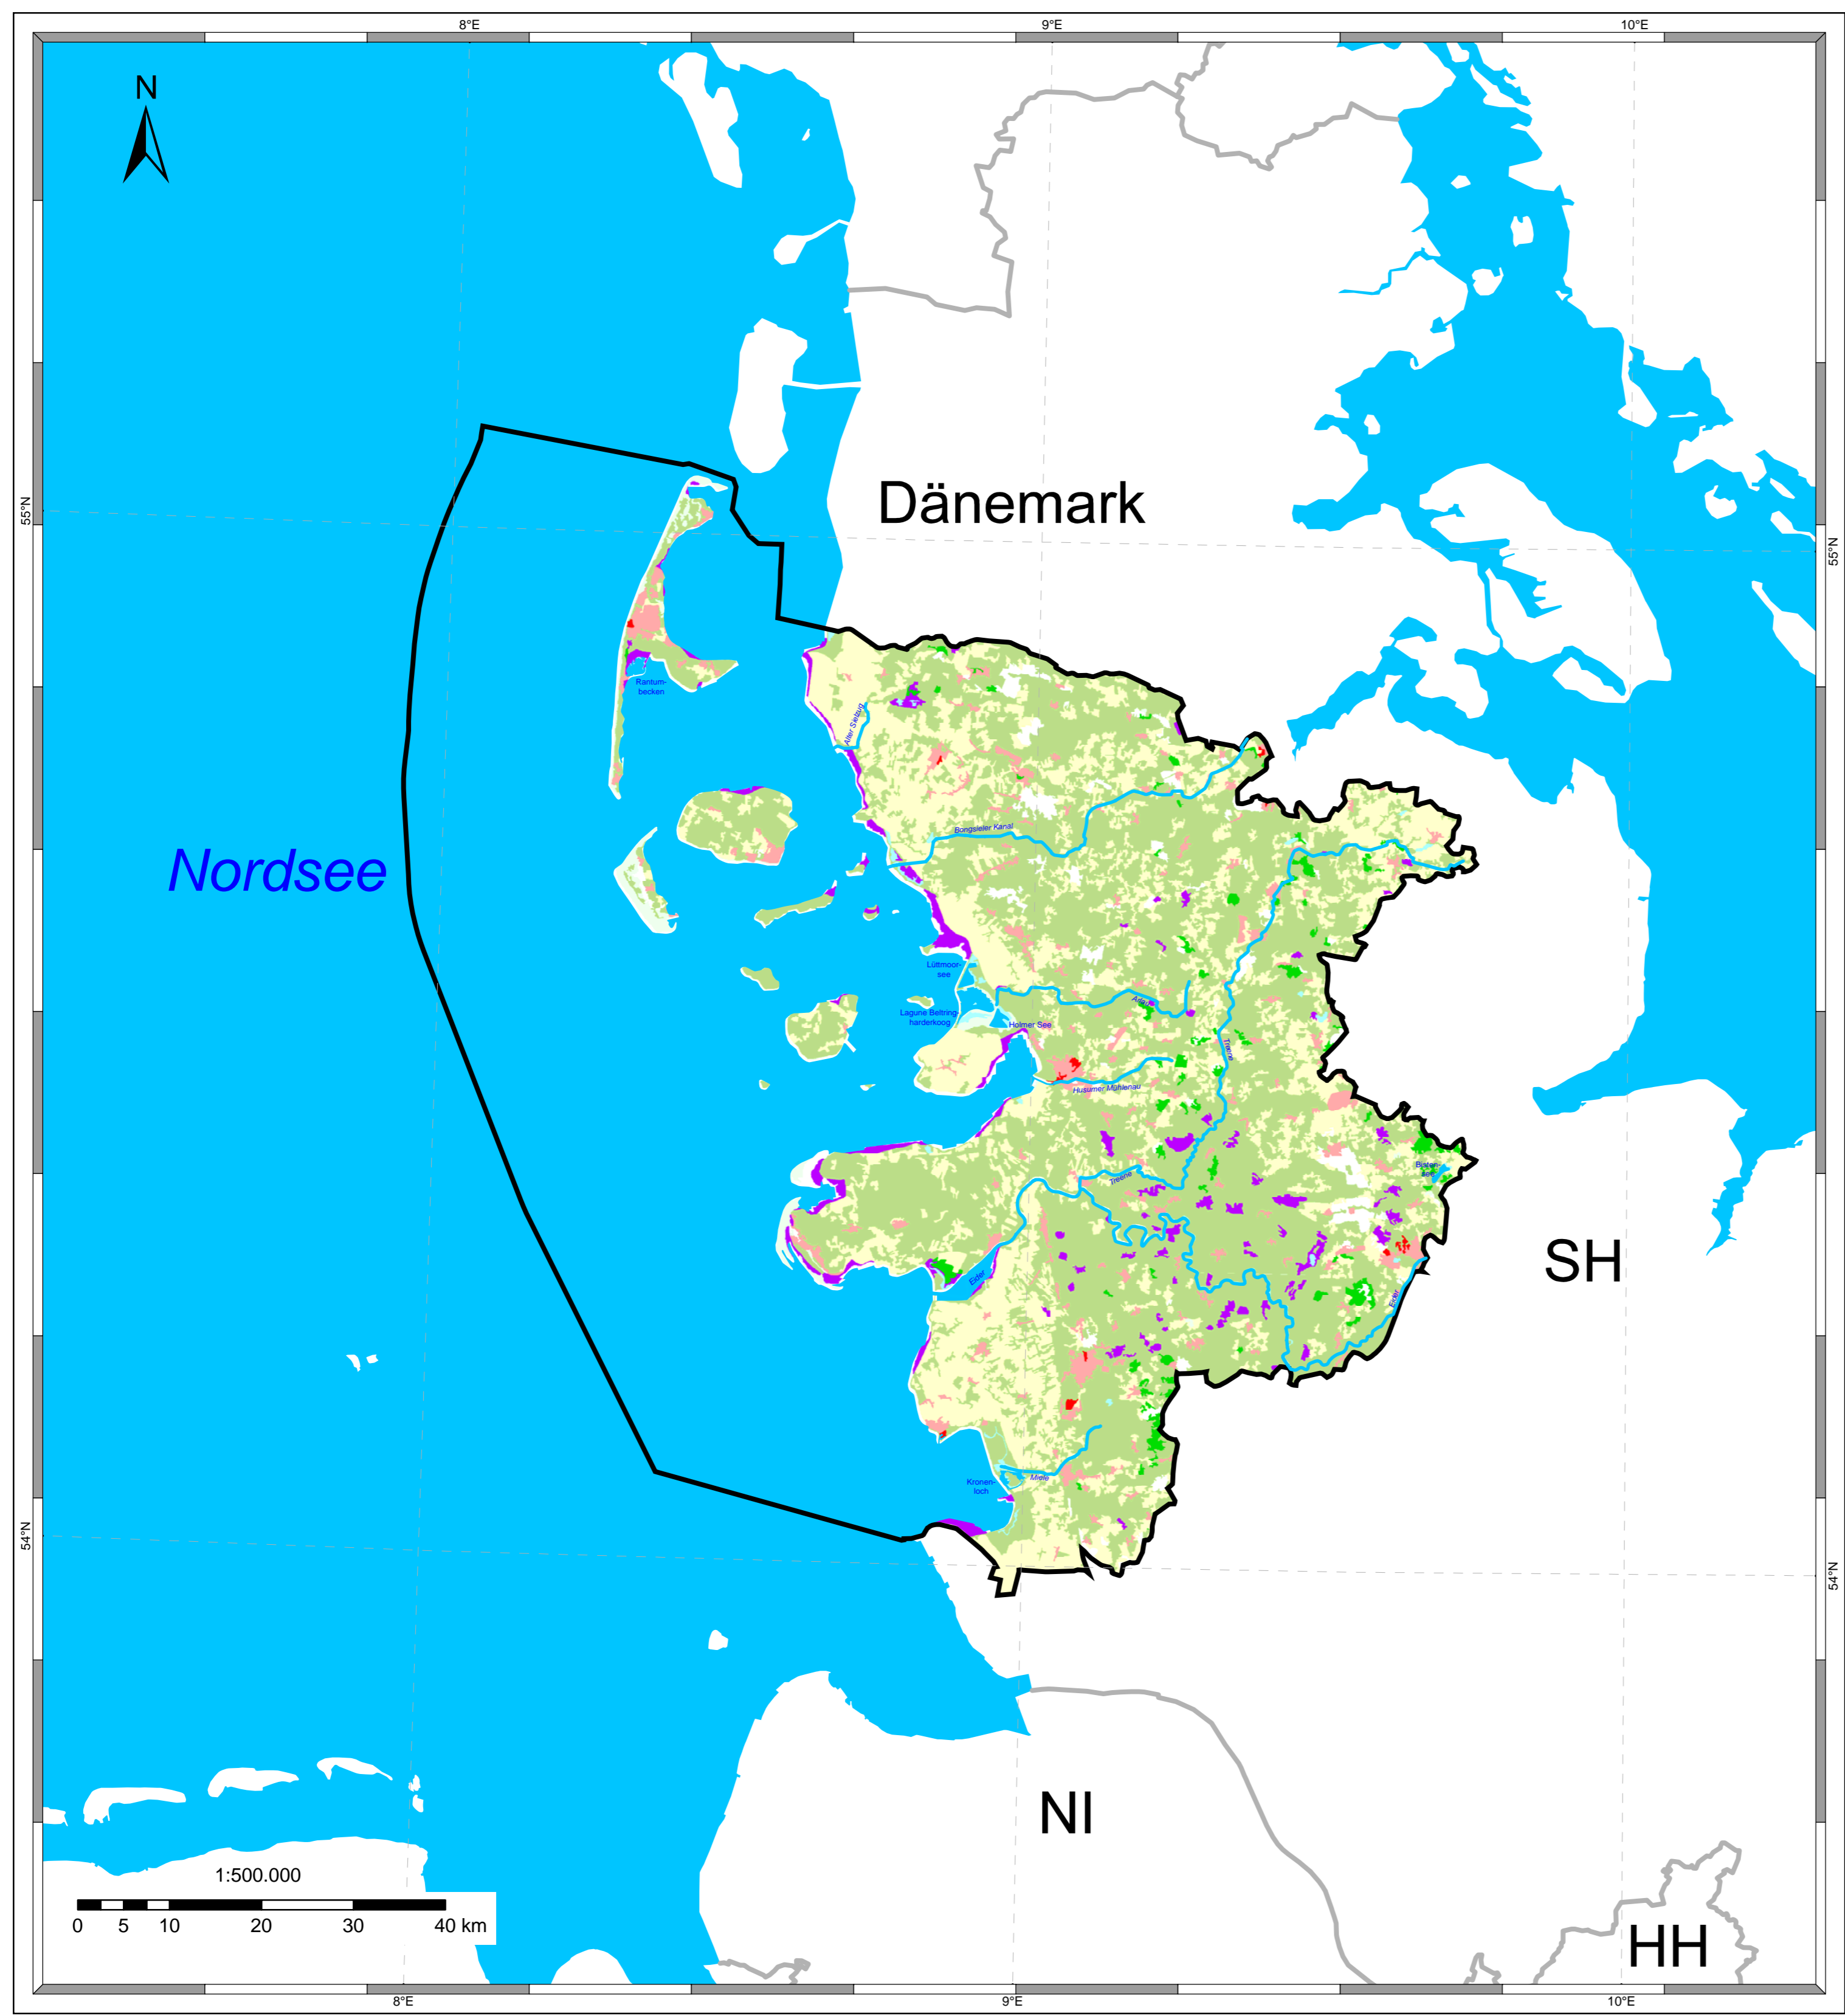 8°E
9°E
10°E
N
55°N
55°N
Dänemark
Rantum-
becken
Alter Sielzug
Bongsieler Kanal
Nordsee
Lüttmoor-
see
Arlau
Lagune Beltring-
harderkoog
Holmer See
Treene
Husumer Mühlenau
Treene
Bisten-
see
Eider
SH
Eider
Kronen-
loch
Miele
54°N
54°N
NI
1:500.000
0 5 10 20 30 40 km
HH
8°E
9°E
10°E